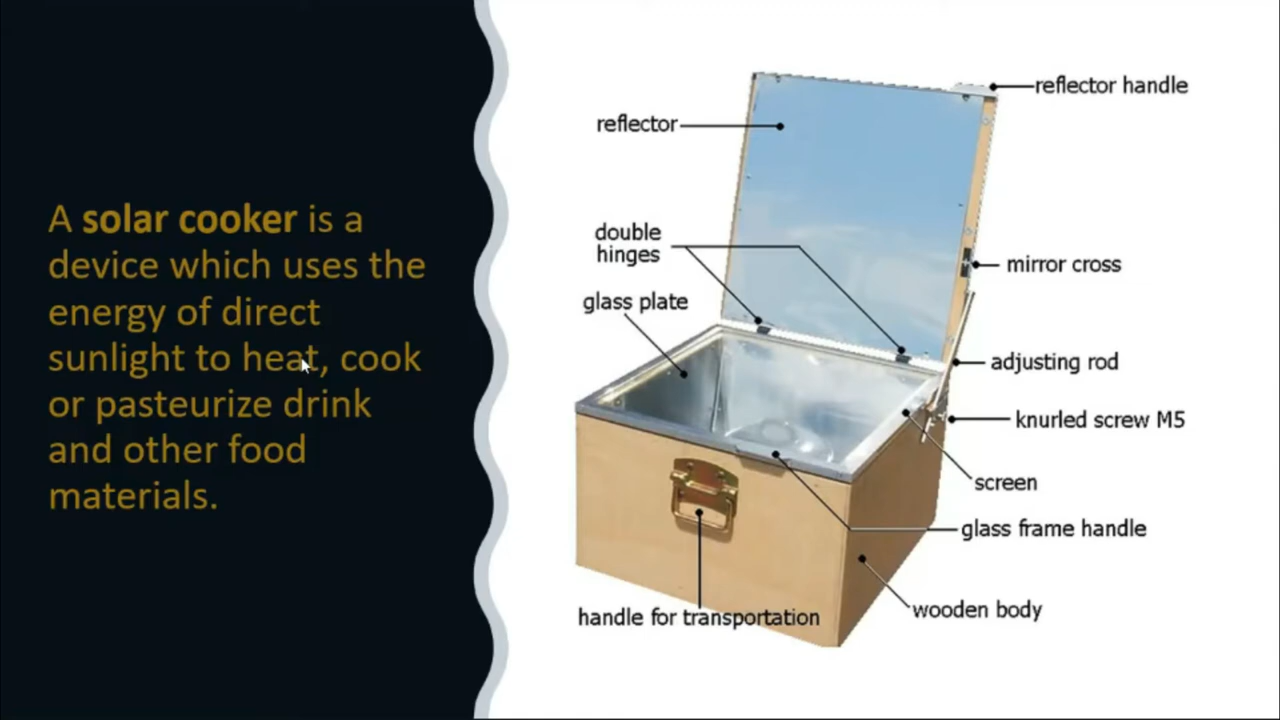 A solar cooker is a
device which uses the
energy of direct
sunlight to heat, cook
or pasteurize drink
and other food
materials.
reflector handle
reflector
double
hinges
mirror cross
glass plate
adjusting rod
knurled screw M5
screen
glass frame handle
wooden body
handle for transportation